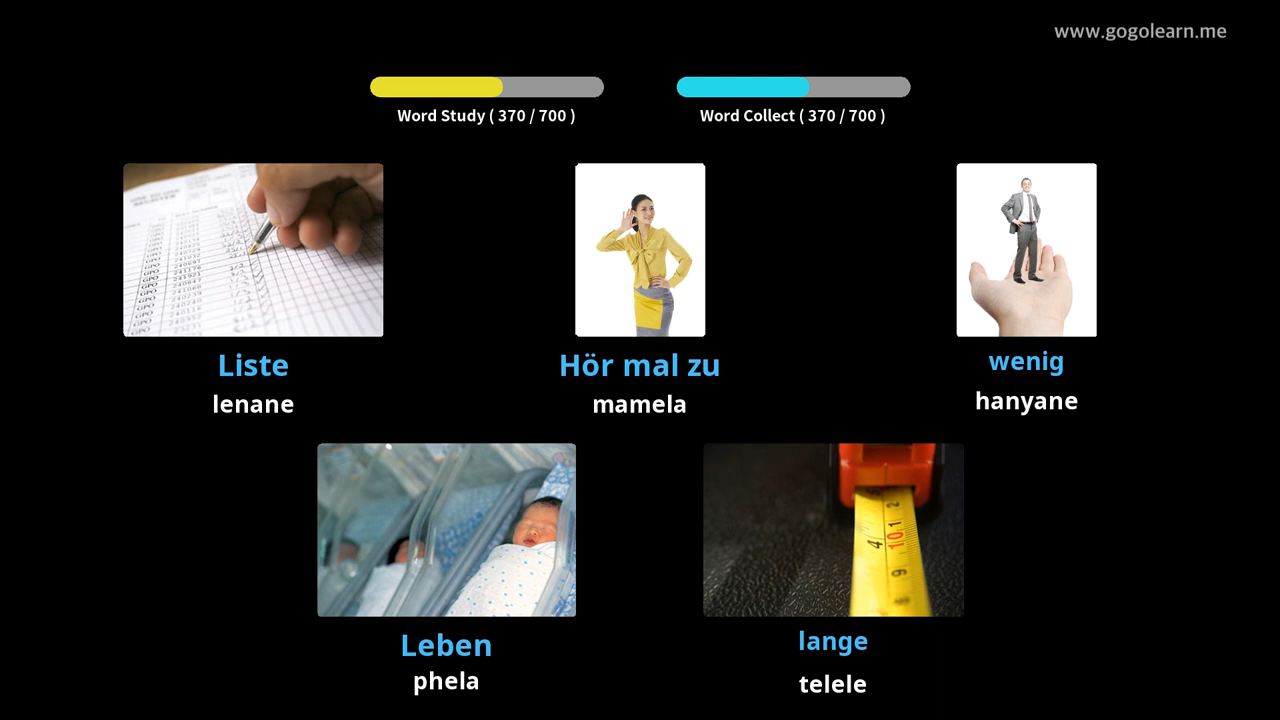 www.gogolearn.me
Word Study ( 370 / 700 )
Word Collect ( 370 / 700 )
Liste
lenane
Hör mal zu
mamela
wenig
hanyane
Leben
phela
lange
telele